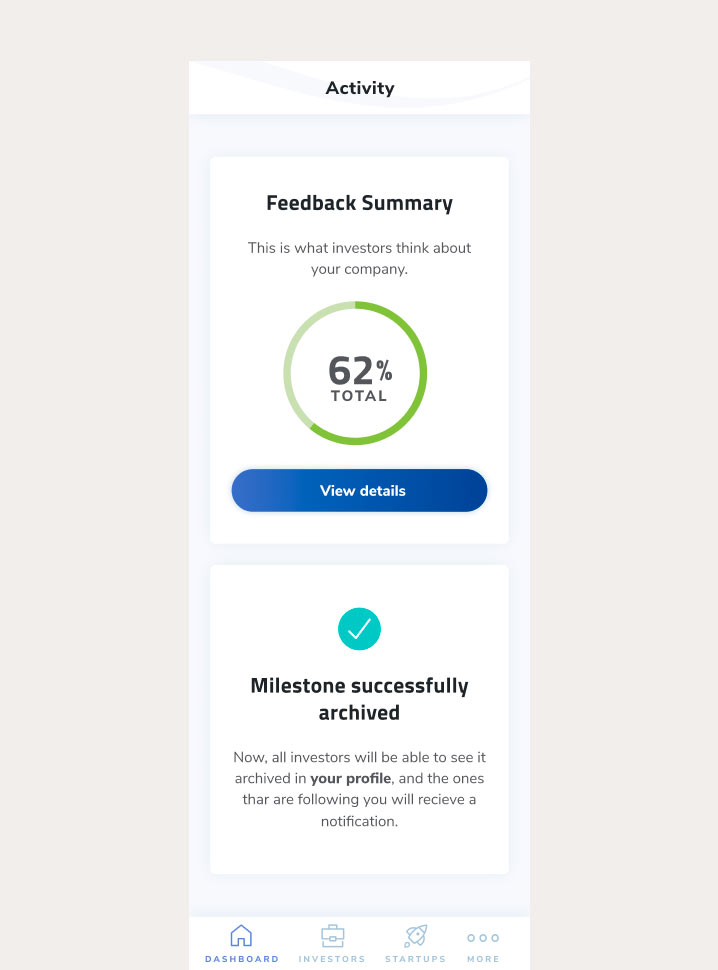 Activity
Feedback Summary
This is what investors think about
your company.
62%
TOTAL
View details
Milestone successfully
archived
Now, all investors will be able to see it
archived in your profile, and the ones
thar are following you will recieve a
notification.
DASHBOARD INVESTORS STARTUPS MORE